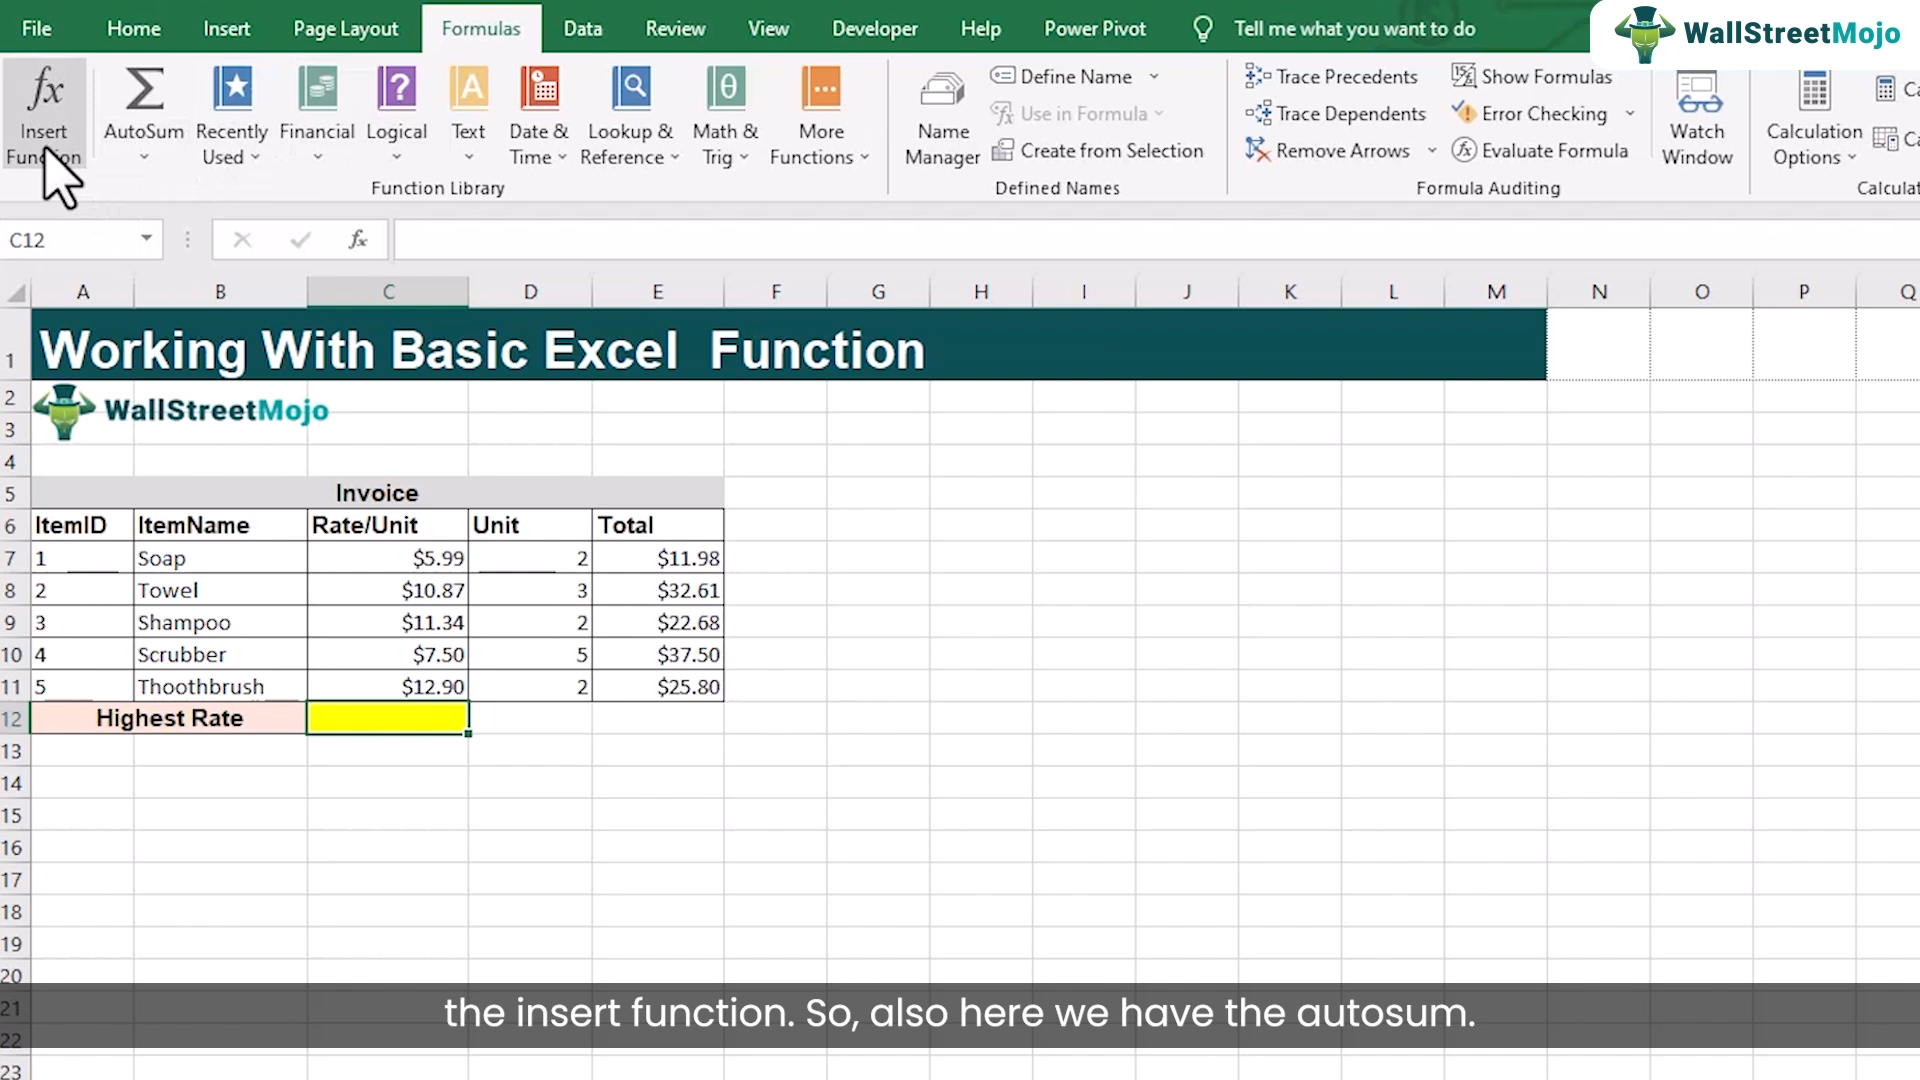 File Home Insert Page Layout Formulas Data Review View Developer Help Power Pivot Tell me what you want to do
WallStreetMojo
fx Σ ? A θ
Insert Function
AutoSum
Recently Used
Financial
Logical
Text
Date & Time
Lookup & Reference
Math & Trig
More Functions
Function Library
Name Manager
Define Name
Use in Formula
Create from Selection
Defined Names
Trace Precedents
Trace Dependents
Remove Arrows
Show Formulas
Error Checking
Evaluate Formula
Formula Auditing
Watch Window
Calculation Options
Ca
Ca
Calculat
C12 fx
A B C D E F G H I J K L M N O P Q
1 Working With Basic Excel Function
2 WallStreetMojo
3
4
5 Invoice
6 ItemID ItemName Rate/Unit Unit Total
7 1 Soap $5.99 2 $11.98
8 2 Towel $10.87 3 $32.61
9 3 Shampoo $11.34 2 $22.68
10 4 Scrubber $7.50 5 $37.50
11 5 Thoothbrush $12.90 2 $25.80
12 Highest Rate
13
14
15
16
17
18
19
20
21
the insert function. So, also here we have the autosum.
22
23